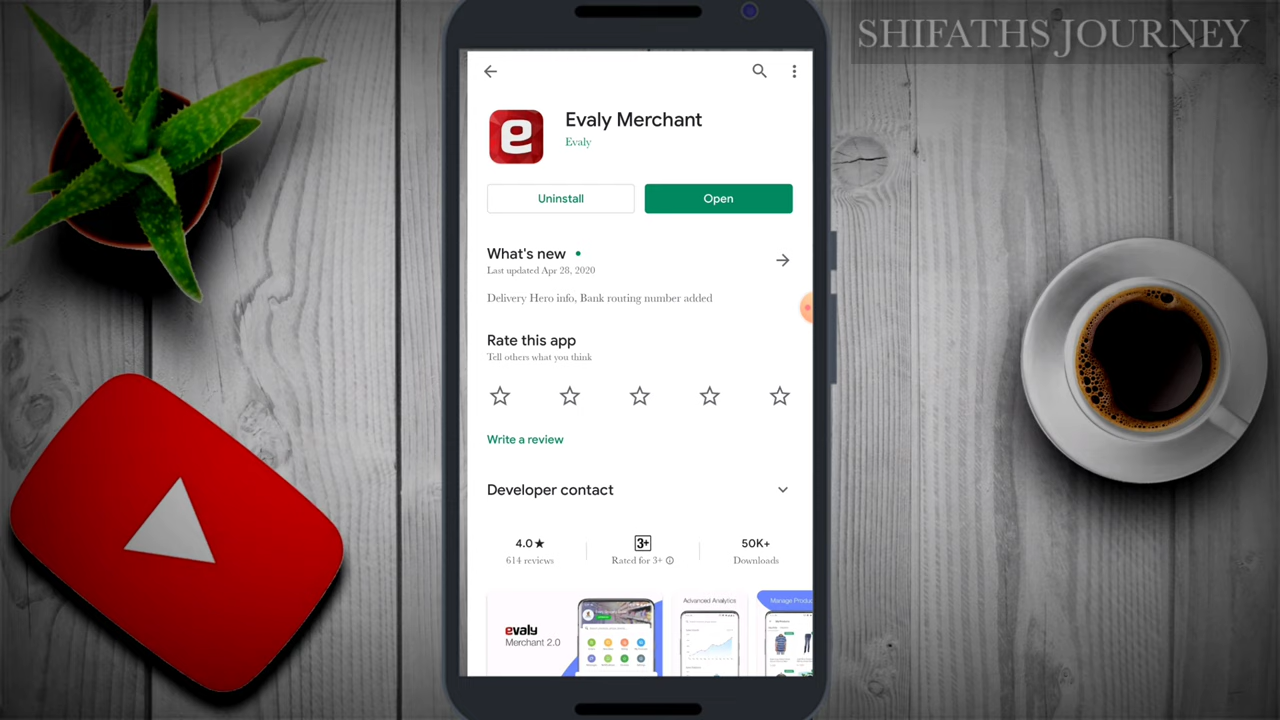 SHIFATHS JOURNEY
e
Evaly Merchant
Evaly
Uninstall
Open
What's new
Last updated Apr 28, 2020
Delivery Hero info, Bank routing number added
Rate this app
Tell others what you think
Write a review
Developer contact
4.0★
3+
50K+
614 reviews
Rated for 3+
Downloads
evaly
Merchant 2.0
Advanced Analytics
Manage Produ